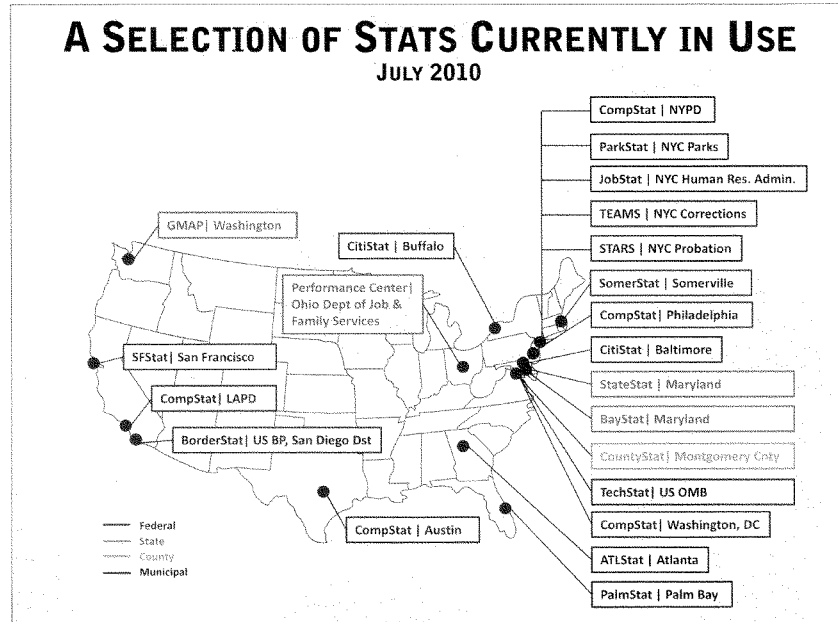 A SELECTION OF STATS CURRENTLY IN USE
JULY 2010
CompStat | NYPD
ParkStat | NYC Parks
JobStat | NYC Human Res. Admin.
TEAMS | NYC Corrections
STARS | NYC Probation
SomerStat | Somerville
CompStat| Philadelphia
CitiStat | Baltimore
StateStat | Maryland
BayStat| Maryland
CountyStat| Montgomery Cnty
TechStat| US OMB
CompStat| Washington, DC
ATLStat | Atlanta
PalmStat | Palm Bay
GMAP| Washington
CitiStat | Buffalo
Performance Center|
Ohio Dept of Job &
Family Services
SFStat| San Francisco
CompStat| LAPD
BorderStat| US BP, San Diego Dst
CompStat | Austin
Federal
State
County
Municipal